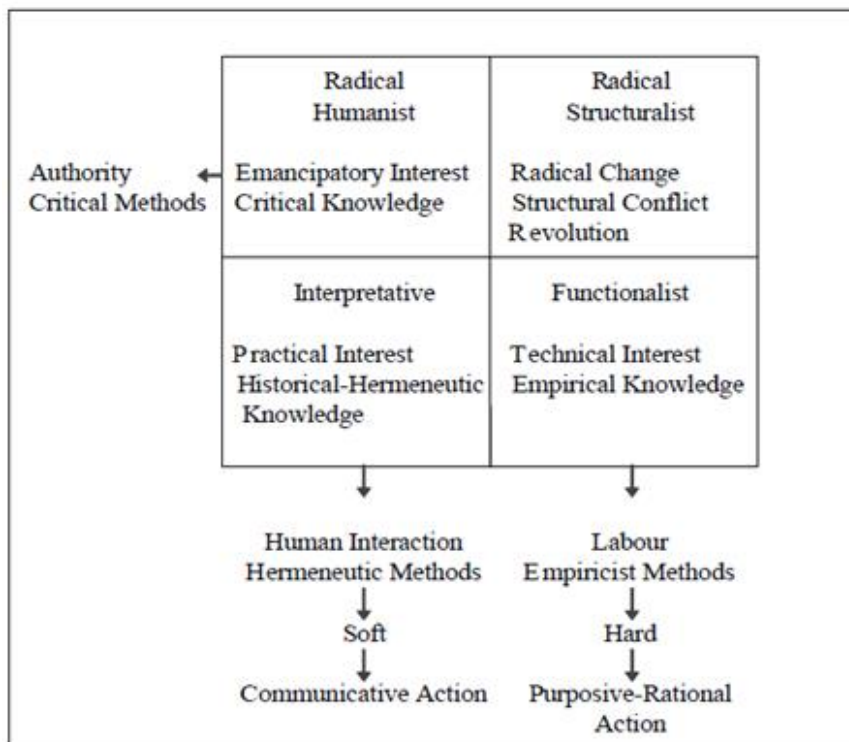 Radical
Humanist
Radical
Structuralist
Authority
Critical Methods
Emancipatory Interest
Critical Knowledge
Radical Change
Structural Conflict
Revolution
Interpretative
Practical Interest
Historical-Hermeneutic
Knowledge
Functionalist
Technical Interest
Empirical Knowledge
Human Interaction
Hermeneutic Methods
Labour
Empiricist Methods
Soft
Hard
Communicative Action
Purposive-Rational
Action